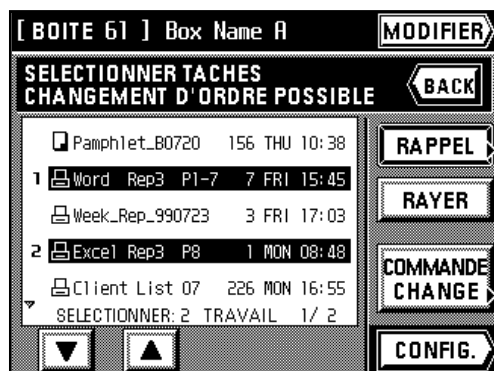 [ BOITE 61 ] Box Name A MODIFIER
SELECTIONNER TACHES
CHANGEMENT D'ORDRE POSSIBLE
BACK
Pamphlet_B0720 156 THU 10:38
RAPPEL
1 Word Rep3 P1-7 7 FRI 15:45
RAYER
Week_Rep_990723 3 FRI 17:03
2 Excel Rep3 P8 1 MON 08:48
COMMANDE
CHANGE
Client List 07 226 MON 16:55
SELECTIONNER: 2 TRAVAIL 1/ 2
CONFIG.